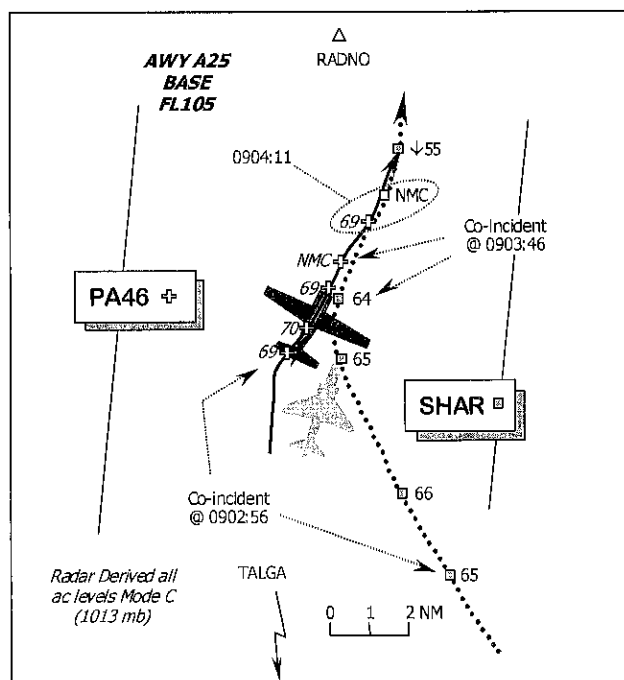 AWY A25
BASE
FL105
RADNO
↓55
0904:11
NMC
69
Co-Incident
@ 0903:46
NMC
69
64
PA46
70
69
65
SHAR
66
Co-incident
@ 0902:56
65
Radar Derived all
ac levels Mode C
(1013 mb)
TALGA
0 1 2 NM